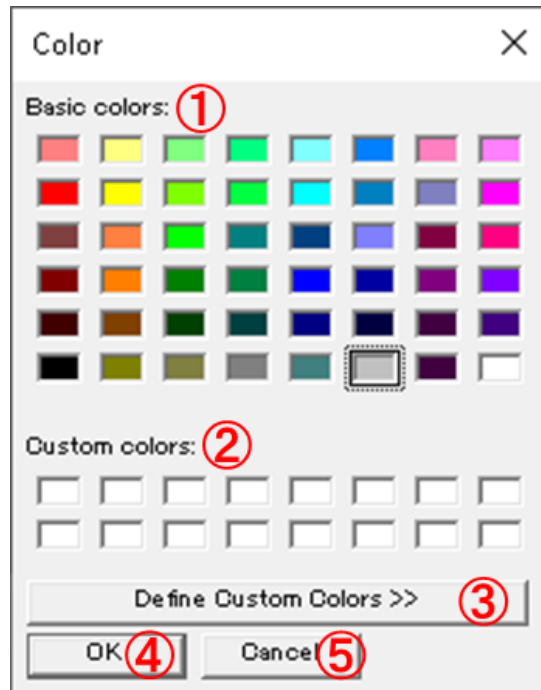 Color
Basic colors: ①
Custom colors: ②
Define Custom Colors >> ③
OK ④ Cancel ⑤